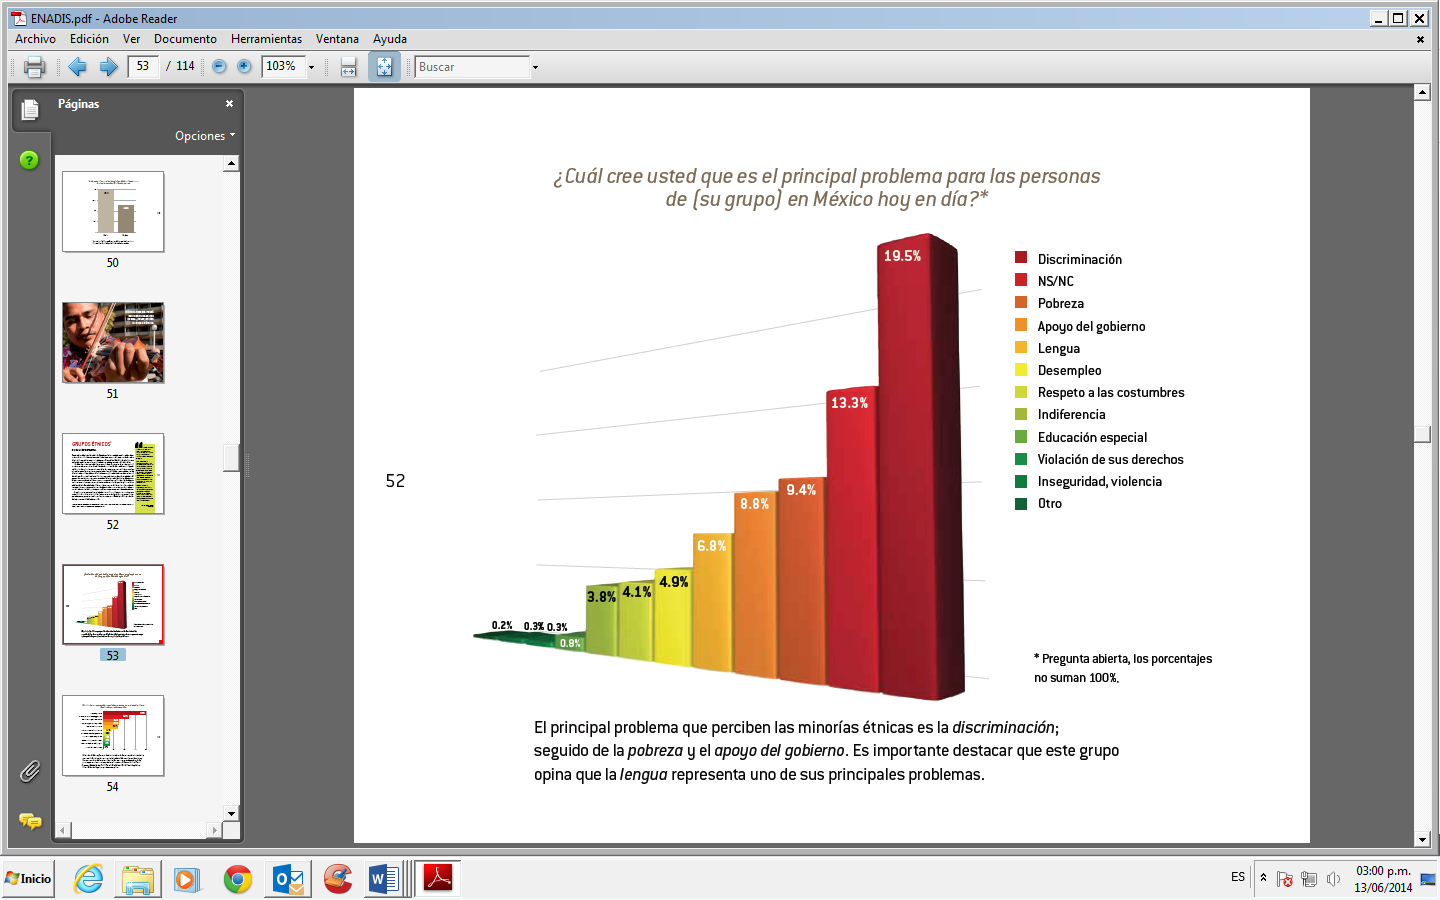 ENADIS.pdf - Adobe Reader
Archivo Edición Ver Documento Herramientas Ventana Ayuda
53 / 114 103% Buscar
Páginas
Opciones
50
51
GRUPOS ÉTNICOS
52
53
54
¿Cuál cree usted que es el principal problema para las personas
de (su grupo) en México hoy en día?*
19.5%
13.3%
9.4%
8.8%
6.8%
4.9%
4.1%
3.8%
0.8%
0.3%
0.3%
0.2%
Discriminación
NS/NC
Pobreza
Apoyo del gobierno
Lengua
Desempleo
Respeto a las costumbres
Indiferencia
Educación especial
Violación de sus derechos
Inseguridad, violencia
Otro
52
* Pregunta abierta, los porcentajes
no suman 100%.
El principal problema que perciben las minorías étnicas es la discriminación;
seguido de la pobreza y el apoyo del gobierno. Es importante destacar que este grupo
opina que la lengua representa uno de sus principales problemas.
Inicio
ES
03:00 p.m.
13/06/2014